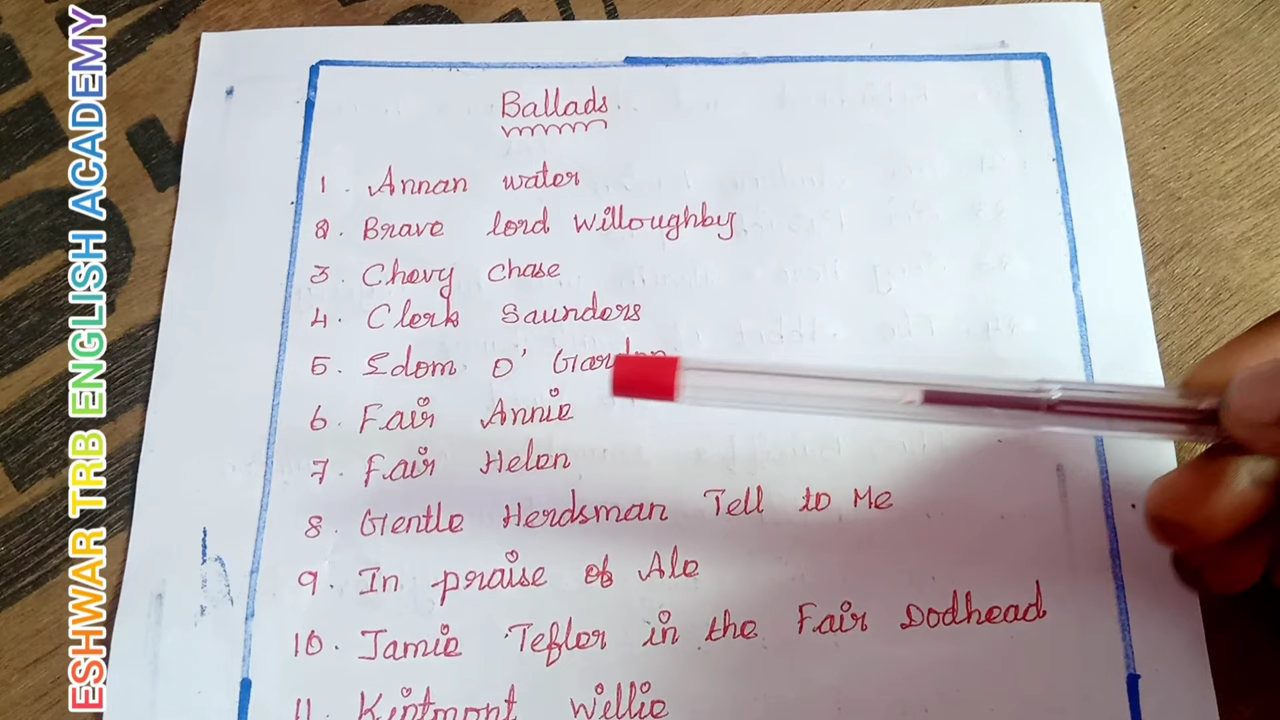 ESHWAR TRB ENGLISH ACADEMY
Ballads.
1. Annan water
2. Brave lord Willoughby
3. Chevy chase
4. Clerk Saunders
5. Edom O' Gordon
6. Fair Annie
7. Fair Helen
8. Gentle Herdsman Tell to Me
9. In praise of Ale
10. Jamie Tefler in the Fair Dodhead
11. Kintmont Willie